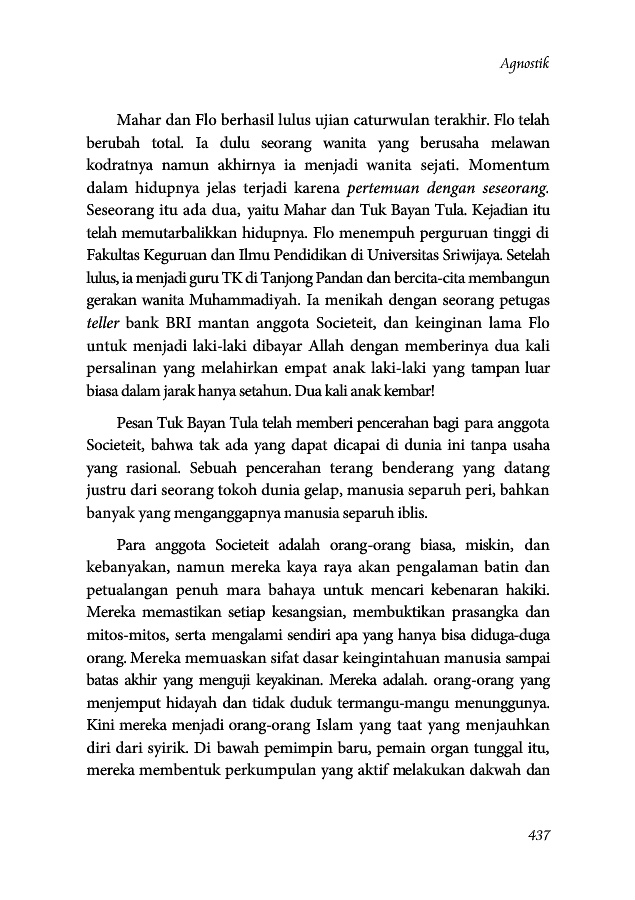 Agnostik
Mahar dan Flo berhasil lulus ujian caturwulan terakhir. Flo telah
berubah total. Ia dulu seorang wanita yang berusaha melawan
kodratnya namun akhirnya ia menjadi wanita sejati. Momentum
dalam hidupnya jelas terjadi karena pertemuan dengan seseorang.
Seseorang itu ada dua, yaitu Mahar dan Tuk Bayan Tula. Kejadian itu
telah memutarbalikkan hidupnya. Flo menempuh perguruan tinggi di
Fakultas Keguruan dan Ilmu Pendidikan di Universitas Sriwijaya. Setelah
lulus, ia menjadi guru TK di Tanjong Pandan dan bercita-cita membangun
gerakan wanita Muhammadiyah. Ia menikah dengan seorang petugas
teller bank BRI mantan anggota Societeit, dan keinginan lama Flo
untuk menjadi laki-laki dibayar Allah dengan memberinya dua kali
persalinan yang melahirkan empat anak laki-laki yang tampan luar
biasa dalam jarak hanya setahun. Dua kali anak kembar!
Pesan Tuk Bayan Tula telah memberi pencerahan bagi para anggota
Societeit, bahwa tak ada yang dapat dicapai di dunia ini tanpa usaha
yang rasional. Sebuah pencerahan terang benderang yang datang
justru dari seorang tokoh dunia gelap, manusia separuh peri, bahkan
banyak yang menganggapnya manusia separuh iblis.
Para anggota Societeit adalah orang-orang biasa, miskin, dan
kebanyakan, namun mereka kaya raya akan pengalaman batin dan
petualangan penuh mara bahaya untuk mencari kebenaran hakiki.
Mereka memastikan setiap kesangsian, membuktikan prasangka dan
mitos-mitos, serta mengalami sendiri apa yang hanya bisa diduga-duga
orang. Mereka memuaskan sifat dasar keingintahuan manusia sampai
batas akhir yang menguji keyakinan. Mereka adalah. orang-orang yang
menjemput hidayah dan tidak duduk termangu-mangu menunggunya.
Kini mereka menjadi orang-orang Islam yang taat yang menjauhkan
diri dari syirik. Di bawah pemimpin baru, pemain organ tunggal itu,
mereka membentuk perkumpulan yang aktif melakukan dakwah dan
437